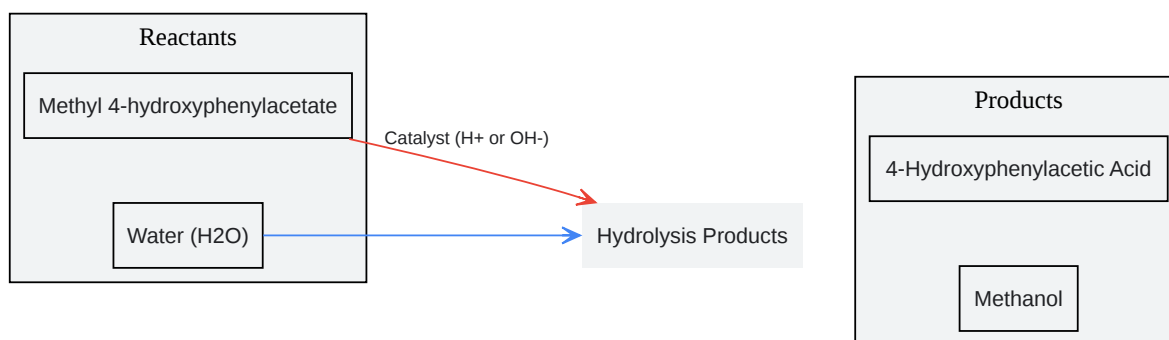 Reactants
Methyl 4-hydroxyphenylacetate
Catalyst (H+ or OH-)
Water (H2O)
Hydrolysis Products
Products
4-Hydroxyphenylacetic Acid
Methanol